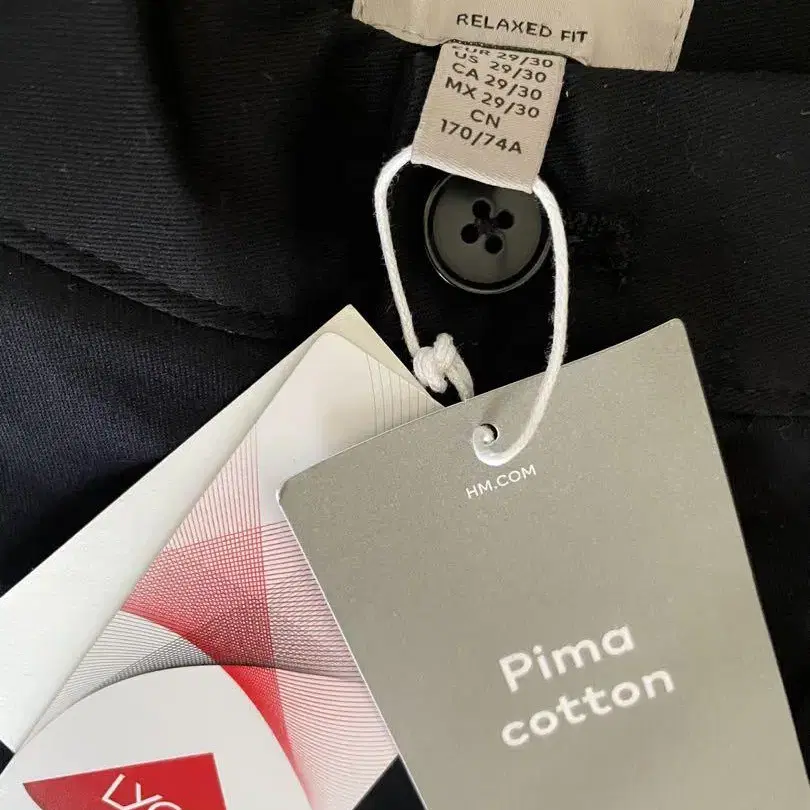 RELAXED FIT
EUR 29/30
US 29/30
CA 29/30
MX 29/30
CN
170/74A
HM.COM
Pima
cotton
LYC